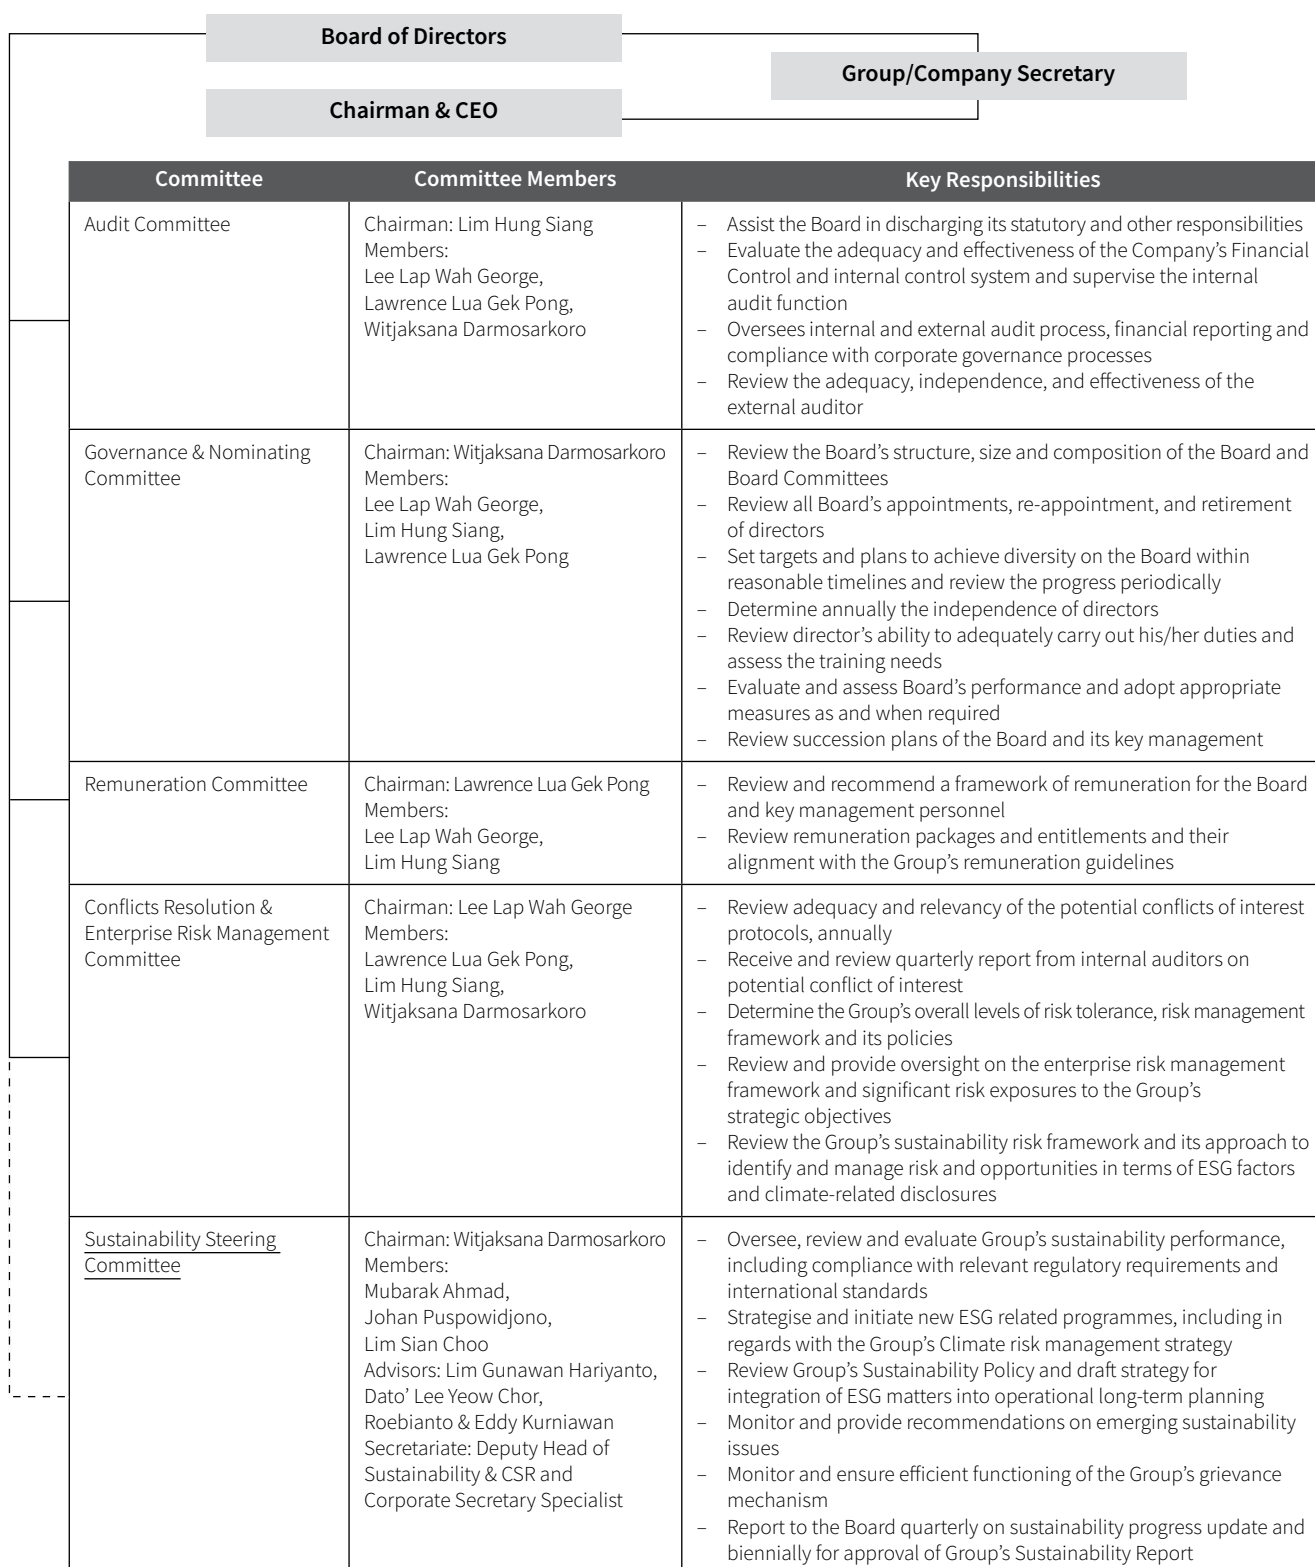 Board of Directors
Group/Company Secretary
Chairman & CEO
Committee
Committee Members
Key Responsibilities
Audit Committee
Chairman: Lim Hung Siang
Members:
Lee Lap Wah George,
Lawrence Lua Gek Pong,
Witjaksana Darmosarkoro
– Assist the Board in discharging its statutory and other responsibilities
– Evaluate the adequacy and effectiveness of the Company’s Financial
Control and internal control system and supervise the internal
audit function
– Oversees internal and external audit process, financial reporting and
compliance with corporate governance processes
– Review the adequacy, independence, and effectiveness of the
external auditor
Governance & Nominating
Committee
Chairman: Witjaksana Darmosarkoro
Members:
Lee Lap Wah George,
Lim Hung Siang,
Lawrence Lua Gek Pong
– Review the Board’s structure, size and composition of the Board and
Board Committees
– Review all Board’s appointments, re-appointment, and retirement
of directors
– Set targets and plans to achieve diversity on the Board within
reasonable timelines and review the progress periodically
– Determine annually the independence of directors
– Review director’s ability to adequately carry out his/her duties and
assess the training needs
– Evaluate and assess Board’s performance and adopt appropriate
measures as and when required
– Review succession plans of the Board and its key management
Remuneration Committee
Chairman: Lawrence Lua Gek Pong
Members:
Lee Lap Wah George,
Lim Hung Siang
– Review and recommend a framework of remuneration for the Board
and key management personnel
– Review remuneration packages and entitlements and their
alignment with the Group’s remuneration guidelines
Conflicts Resolution &
Enterprise Risk Management
Committee
Chairman: Lee Lap Wah George
Members:
Lawrence Lua Gek Pong,
Lim Hung Siang,
Witjaksana Darmosarkoro
– Review adequacy and relevancy of the potential conflicts of interest
protocols, annually
– Receive and review quarterly report from internal auditors on
potential conflict of interest
– Determine the Group’s overall levels of risk tolerance, risk management
framework and its policies
– Review and provide oversight on the enterprise risk management
framework and significant risk exposures to the Group’s
strategic objectives
– Review the Group’s sustainability risk framework and its approach to
identify and manage risk and opportunities in terms of ESG factors
and climate-related disclosures
Sustainability Steering
Committee
Chairman: Witjaksana Darmosarkoro
Members:
Mubarak Ahmad,
Johan Puspowidjono,
Lim Sian Choo
Advisors: Lim Gunawan Hariyanto,
Dato’ Lee Yeow Chor,
Roebianto & Eddy Kurniawan
Secretariate: Deputy Head of
Sustainability & CSR and
Corporate Secretary Specialist
– Oversee, review and evaluate Group’s sustainability performance,
including compliance with relevant regulatory requirements and
international standards
– Strategise and initiate new ESG related programmes, including in
regards with the Group’s Climate risk management strategy
– Review Group’s Sustainability Policy and draft strategy for
integration of ESG matters into operational long-term planning
– Monitor and provide recommendations on emerging sustainability
issues
– Monitor and ensure efficient functioning of the Group’s grievance
mechanism
– Report to the Board quarterly on sustainability progress update and
biennially for approval of Group’s Sustainability Report